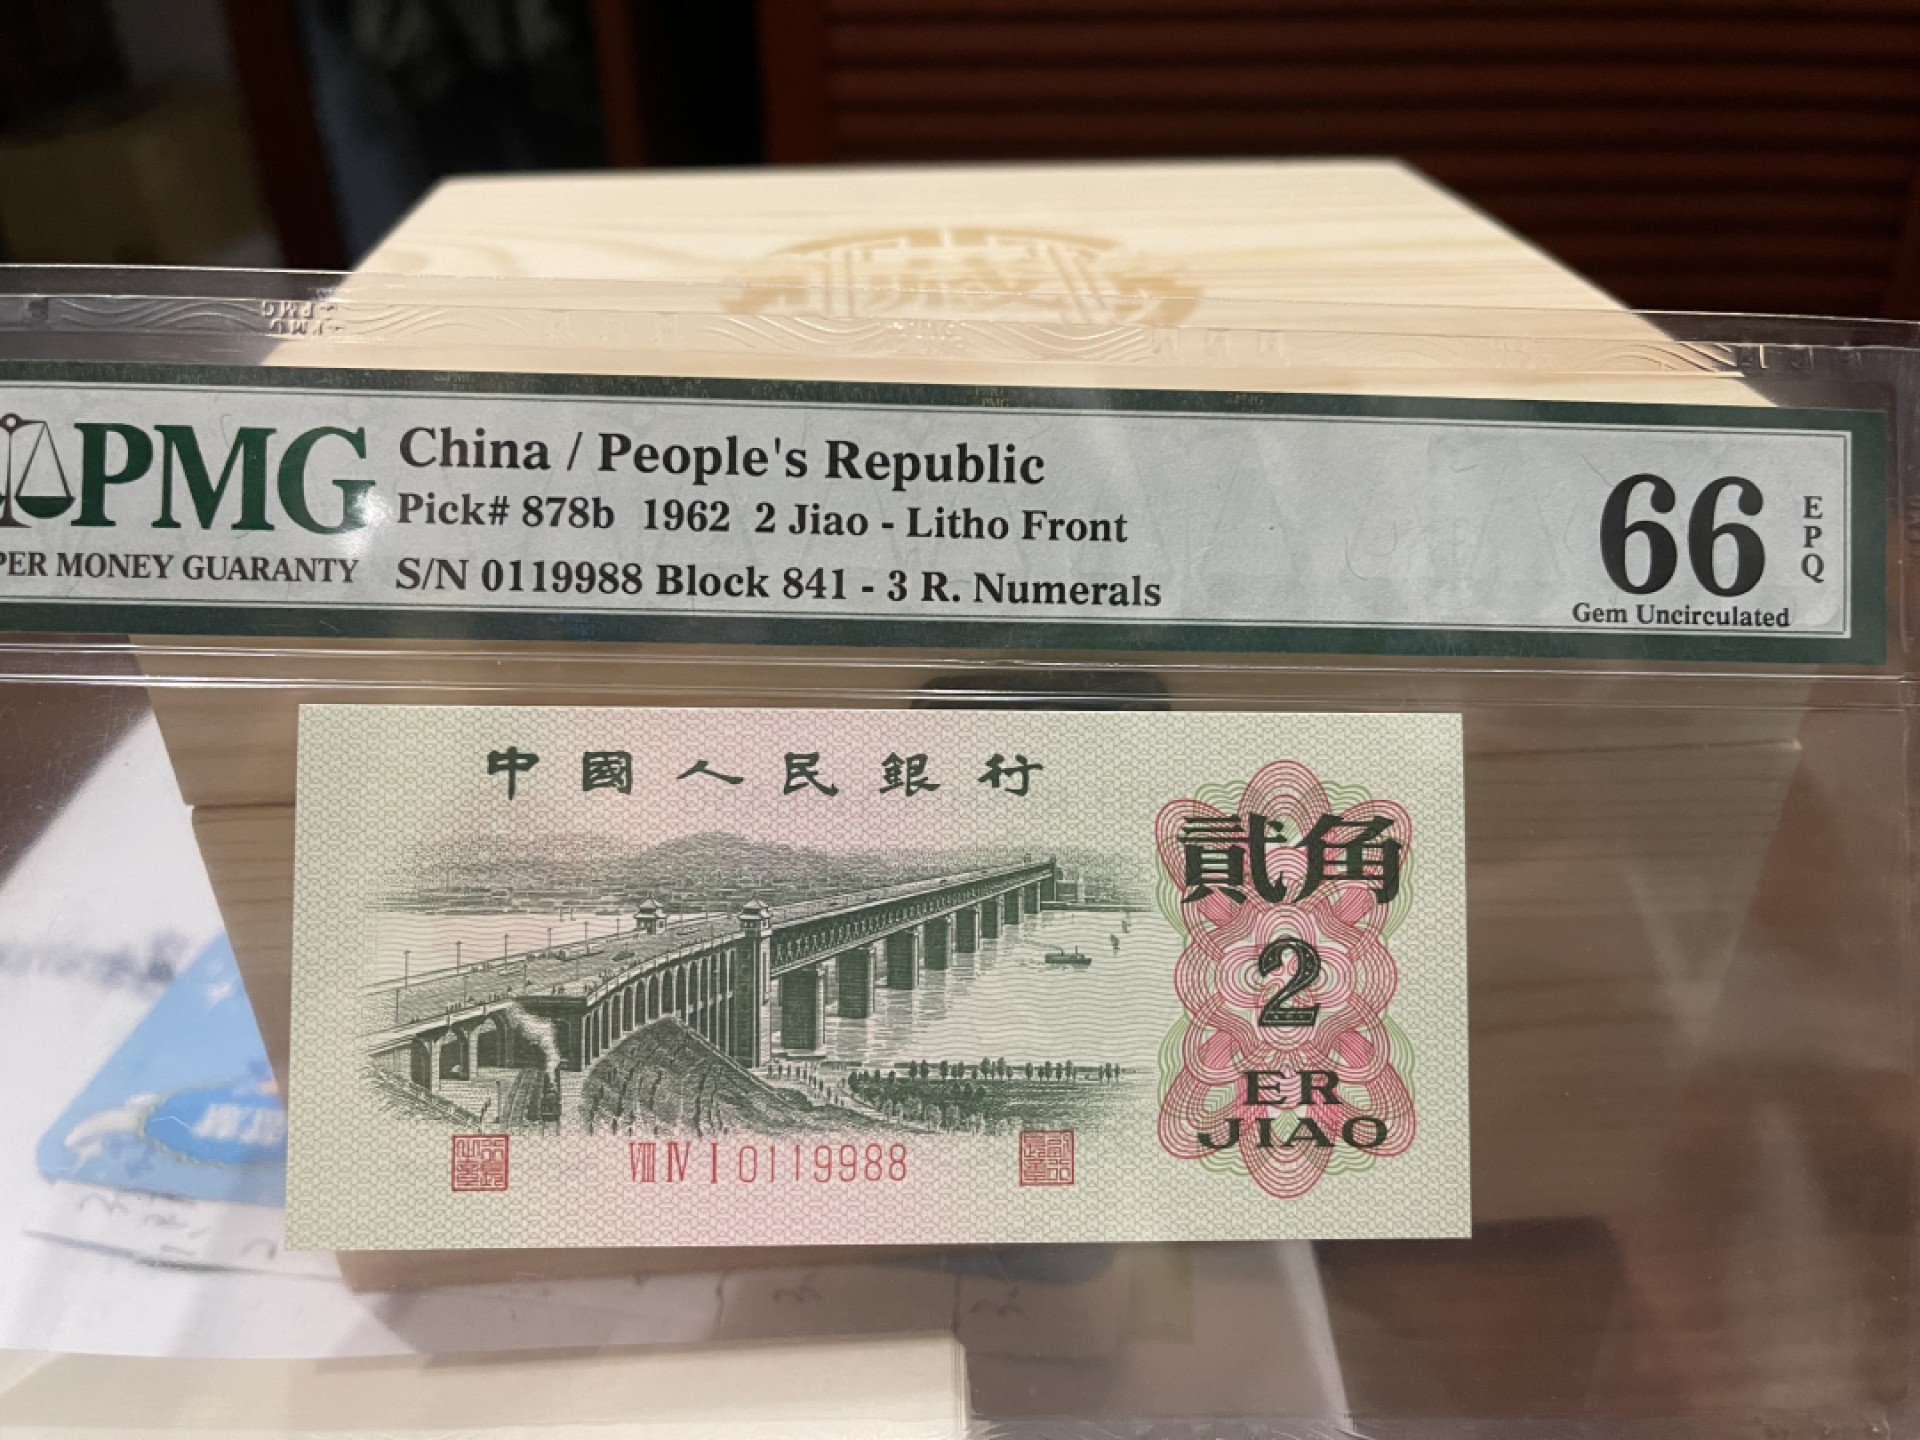 PMG
PER MONEY GUARANTY
China / People's Republic
Pick# 878b 1962 2 Jiao - Litho Front
S/N 0119988 Block 841 - 3 R. Numerals
66
EPQ
Gem Uncirculated
中國人民銀行
貳角
2
ER
JIAO
VIII IV I 0119988